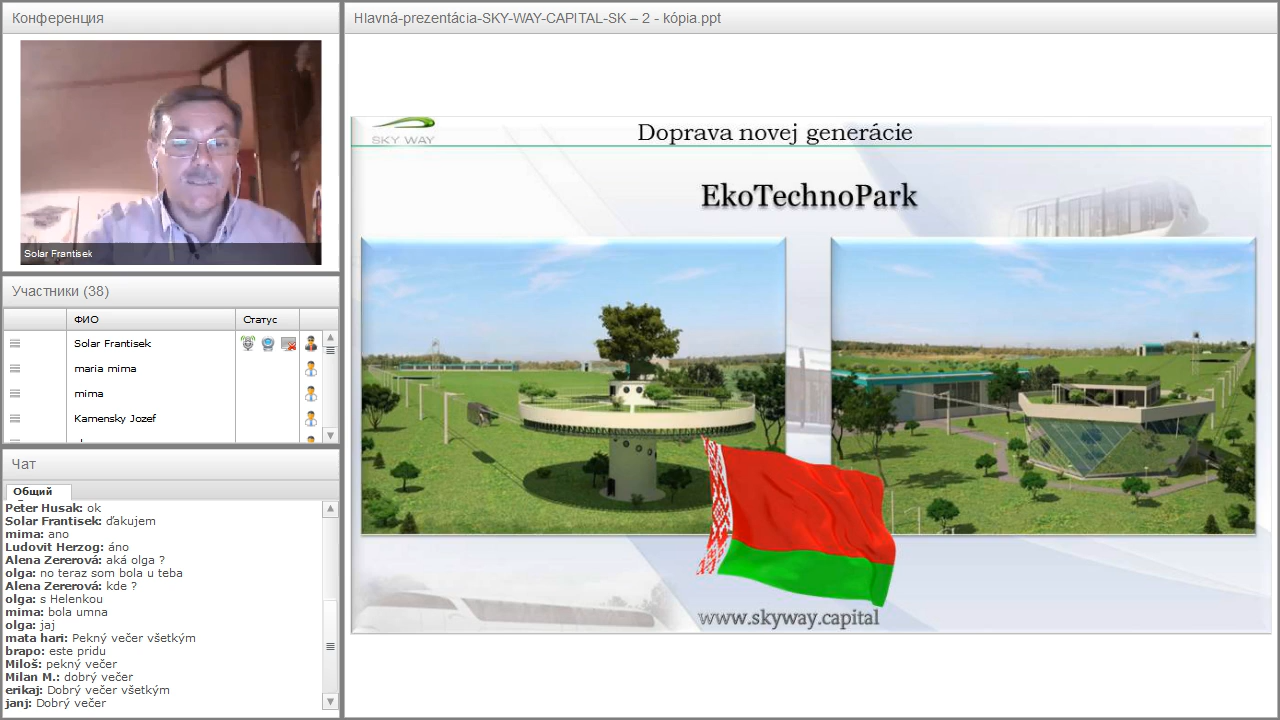 Конференция
Solar Frantisek
Участники (38)
ФИО
Статус
Solar Frantisek
maria mima
mima
Kamensky Jozef
Чат
Общий
Peter Husak: ok
Solar Frantisek: ďakujem
mima: ano
Ludovit Herzog: áno
Alena Zererová: aká olga ?
olga: no teraz som bola u teba
Alena Zererová: kde ?
olga: s Helenkou
mima: bola umna
olga: jaj
mata hari: Pekný večer všetkým
brapo: este pridu
Miloš: pekný večer
Milan M.: dobrý večer
erikaj: Dobrý večer všetkým
janj: Dobrý večer
Hlavná-prezentácia-SKY-WAY-CAPITAL-SK – 2 - kópia.ppt
SKY WAY
Doprava novej generácie
EkoTechnoPark
www.skyway.capital